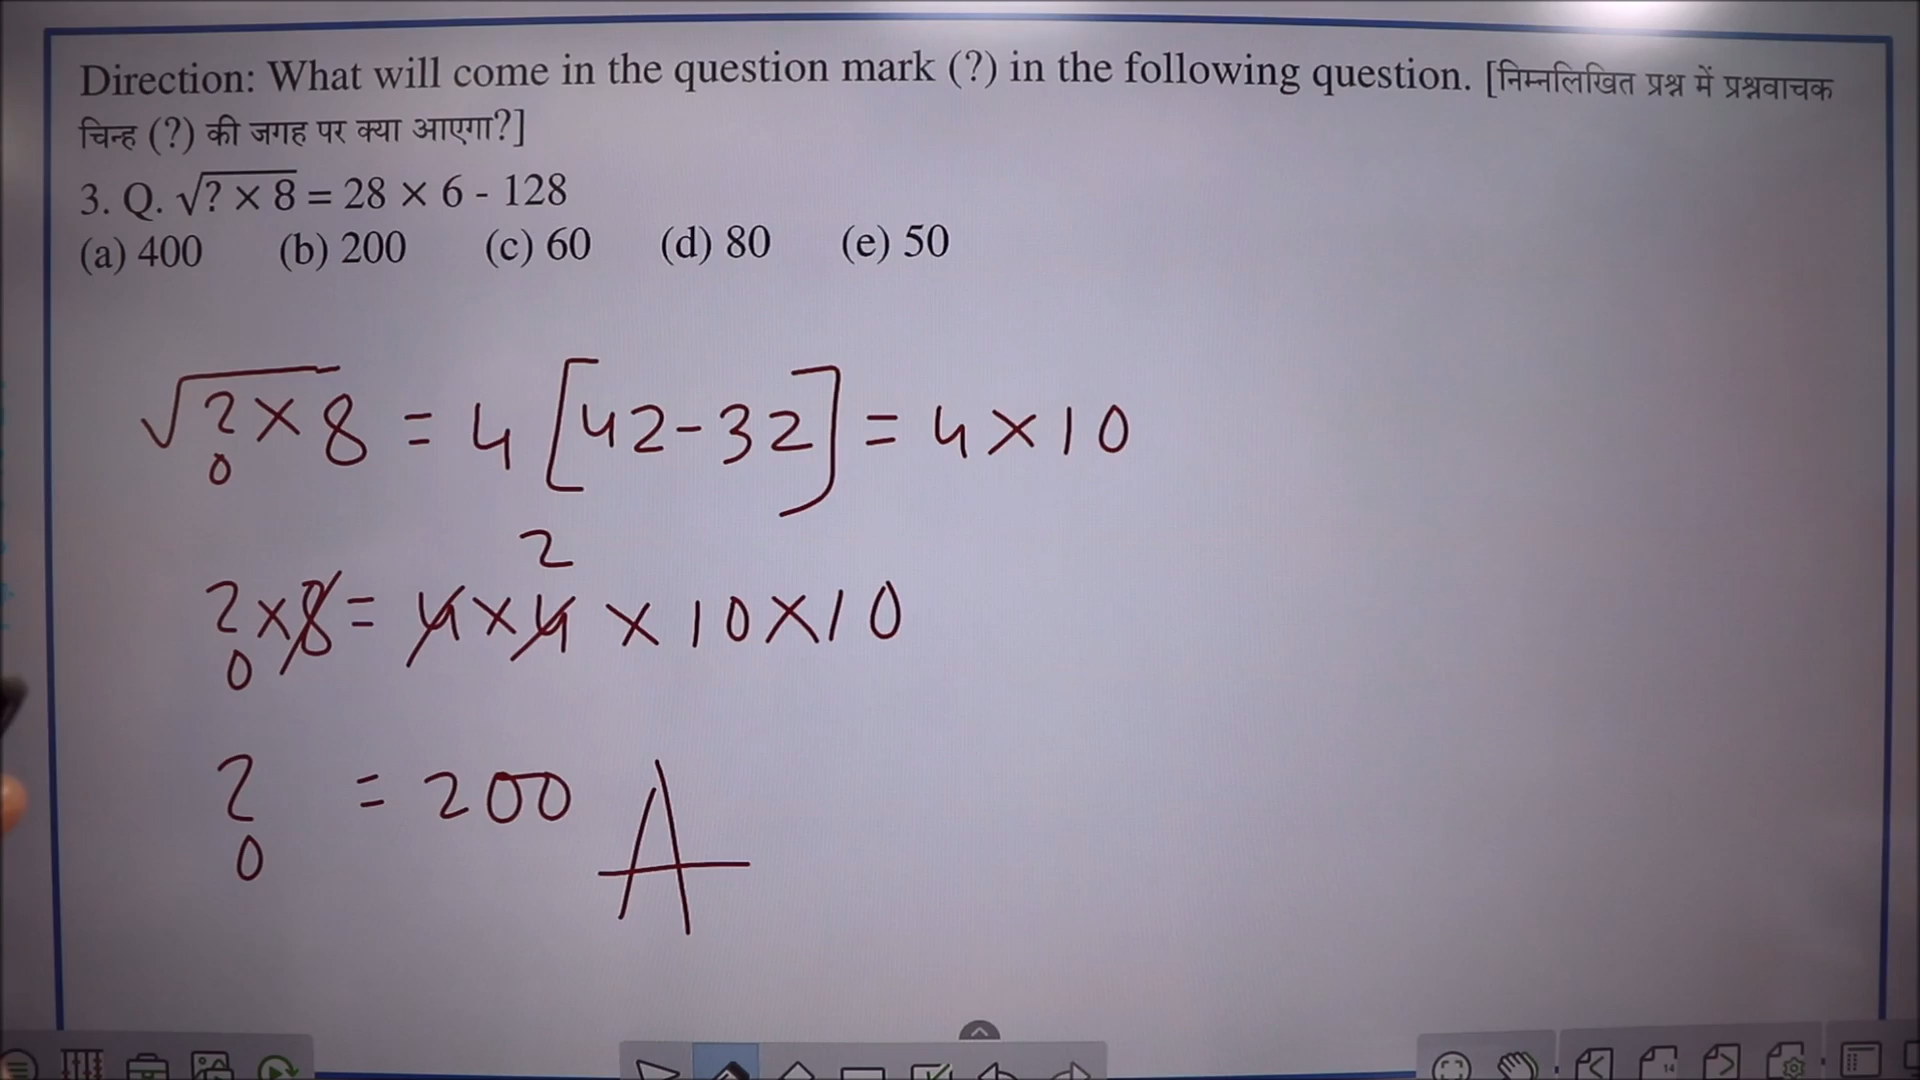 Direction: What will come in the question mark (?) in the following question. [निम्नलिखित प्रश्न में प्रश्नवाचक
चिन्ह (?) की जगह पर क्या आएगा?]
3. Q. √? × 8 = 28 × 6 - 128
(a) 400 (b) 200 (c) 60 (d) 80 (e) 50
√? × 8 = 4 [42-32] = 4 × 10
2
? × 8 = 4 × 4 × 10 × 10
? = 200 A
14